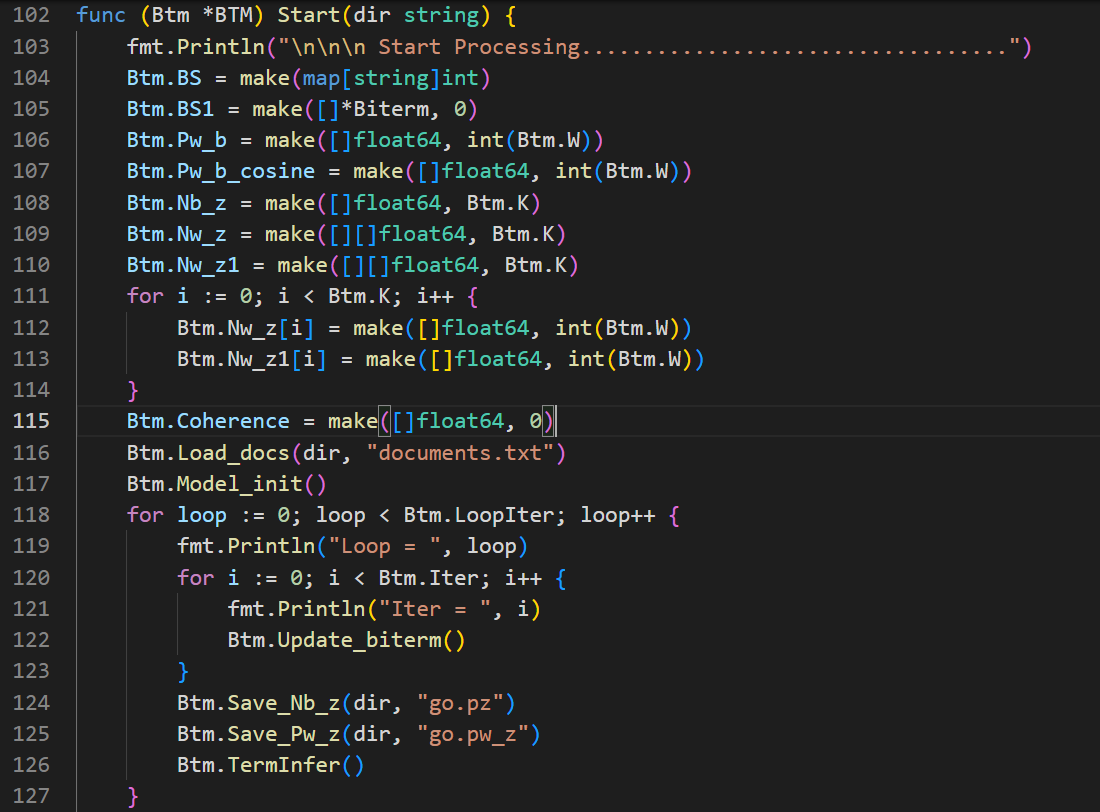 102 func (Btm *BTM) Start(dir string) {
103     fmt.Println("\n\n\n Start Processing..................................")
104     Btm.BS = make(map[string]int)
105     Btm.BS1 = make([]*Biterm, 0)
106     Btm.Pw_b = make([]float64, int(Btm.W))
107     Btm.Pw_b_cosine = make([]float64, int(Btm.W))
108     Btm.Nb_z = make([]float64, Btm.K)
109     Btm.Nw_z = make([][]float64, Btm.K)
110     Btm.Nw_z1 = make([][]float64, Btm.K)
111     for i := 0; i < Btm.K; i++ {
112         Btm.Nw_z[i] = make([]float64, int(Btm.W))
113         Btm.Nw_z1[i] = make([]float64, int(Btm.W))
114     }
115     Btm.Coherence = make([]float64, 0)
116     Btm.Load_docs(dir, "documents.txt")
117     Btm.Model_init()
118     for loop := 0; loop < Btm.LoopIter; loop++ {
119         fmt.Println("Loop = ", loop)
120         for i := 0; i < Btm.Iter; i++ {
121             fmt.Println("Iter = ", i)
122             Btm.Update_biterm()
123         }
124         Btm.Save_Nb_z(dir, "go.pz")
125         Btm.Save_Pw_z(dir, "go.pw_z")
126         Btm.TermInfer()
127     }